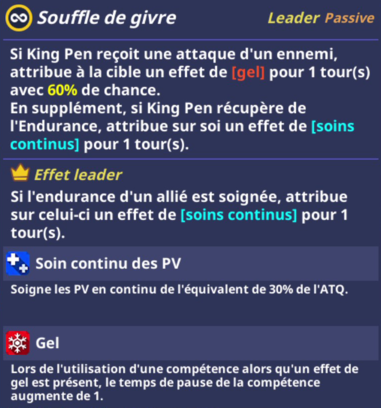 Souffle de givre Leader Passive
Si King Pen reçoit une attaque d'un ennemi,
attribue à la cible un effet de [gel] pour 1 tour(s)
avec 60% de chance.
En supplément, si King Pen récupère de
l'Endurance, attribue sur soi un effet de [soins
continus] pour 1 tour(s).
Effet leader
Si l'endurance d'un allié est soignée, attribue
sur celui-ci un effet de [soins continus] pour 1
tour(s).
Soin continu des PV
Soigne les PV en continu de l'équivalent de 30% de l'ATQ.
Gel
Lors de l'utilisation d'une compétence alors qu'un effet de
gel est présent, le temps de pause de la compétence
augmente de 1.